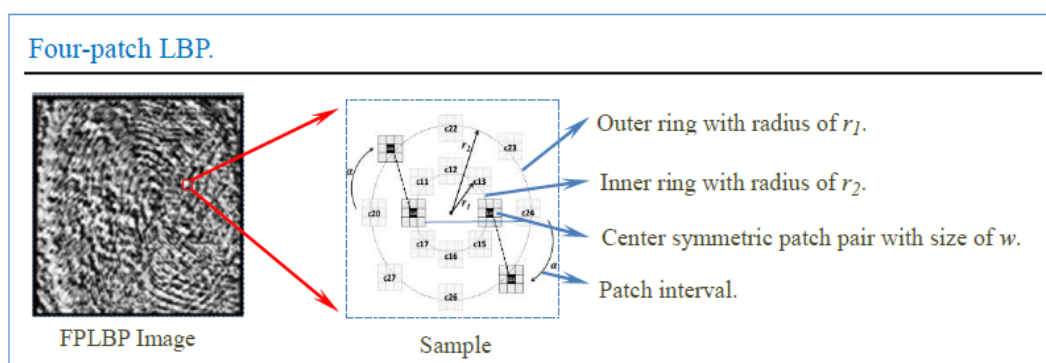 Four-patch LBP.
c22
c23
r2
c12
c11
c13
α
r1
c20
c24
c17
c15
c16
α
c27
c26
Outer ring with radius of r1.
Inner ring with radius of r2.
Center symmetric patch pair with size of w.
Patch interval.
FPLBP Image
Sample